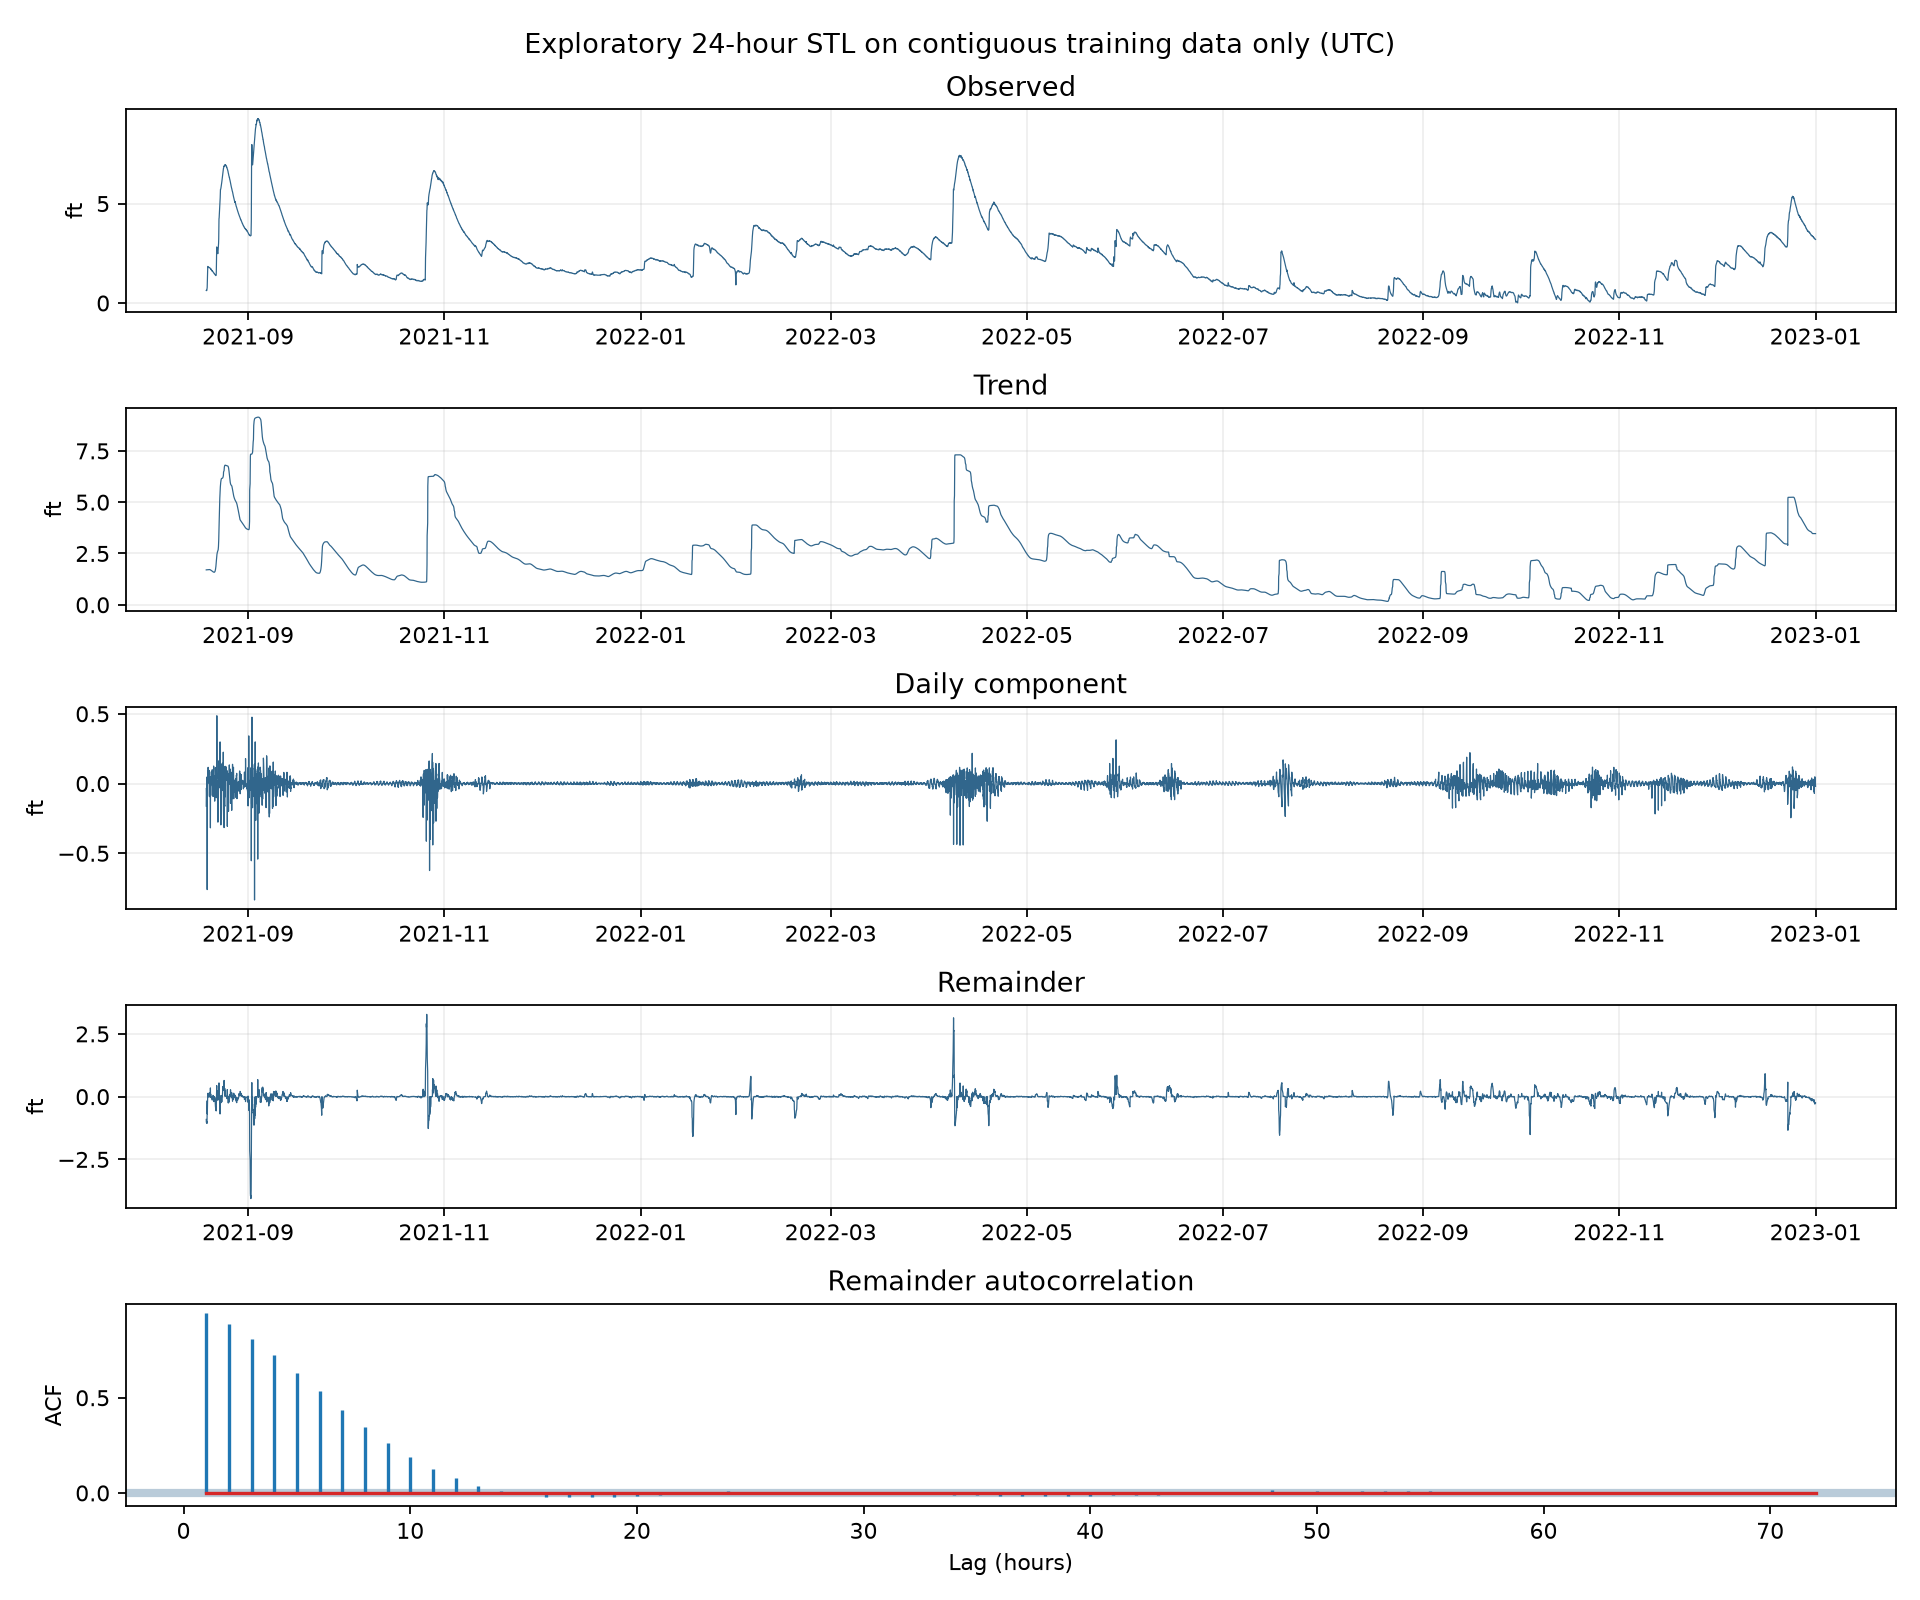 Exploratory 24-hour STL on contiguous training data only (UTC)
Observed
ft
5
0
2021-09 2021-11 2022-01 2022-03 2022-05 2022-07 2022-09 2022-11 2023-01
Trend
ft
7.5
5.0
2.5
0.0
2021-09 2021-11 2022-01 2022-03 2022-05 2022-07 2022-09 2022-11 2023-01
Daily component
ft
0.5
0.0
−0.5
2021-09 2021-11 2022-01 2022-03 2022-05 2022-07 2022-09 2022-11 2023-01
Remainder
ft
2.5
0.0
−2.5
2021-09 2021-11 2022-01 2022-03 2022-05 2022-07 2022-09 2022-11 2023-01
Remainder autocorrelation
ACF
0.5
0.0
0 10 20 30 40 50 60 70
Lag (hours)